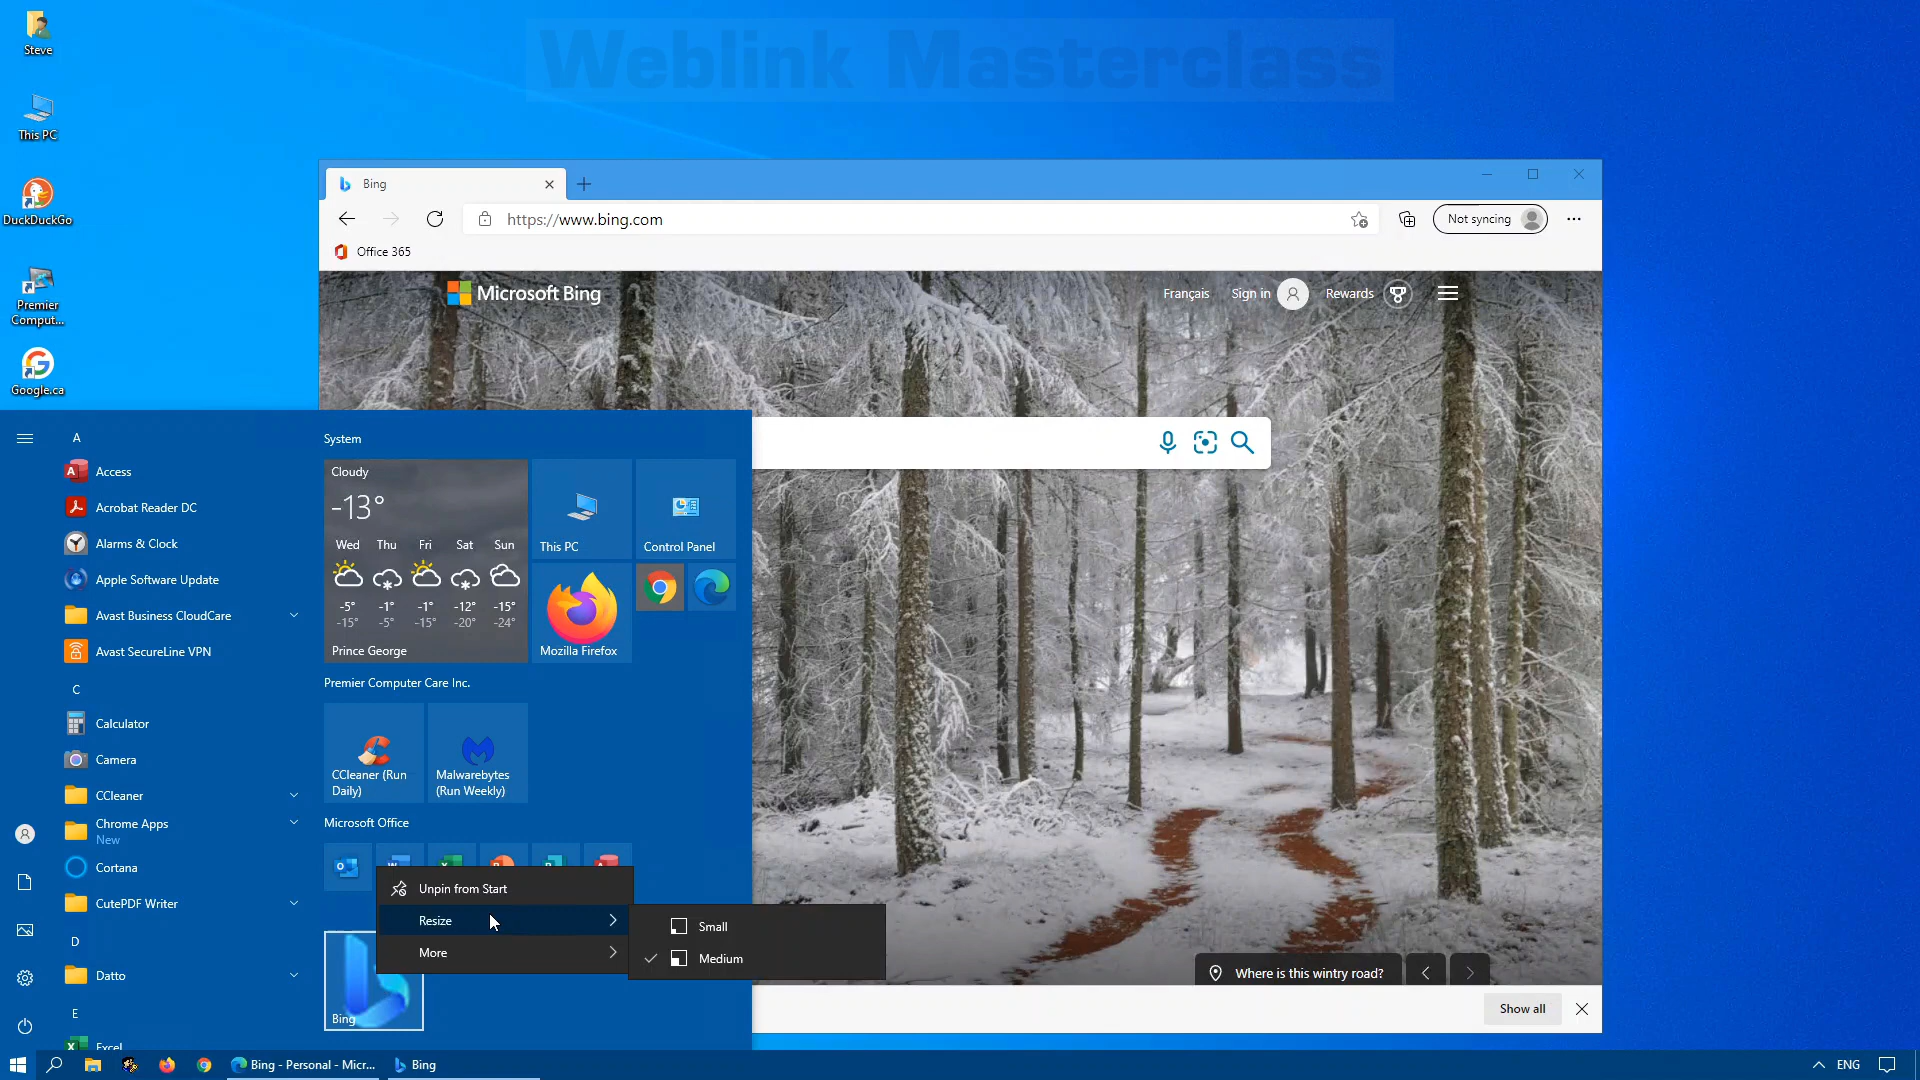 Weblink Masterclass
Steve
This PC
DuckDuckGo
Premier
Comput...
Google.ca
Bing
https://www.bing.com
Not syncing
Office 365
Microsoft Bing
Français
Sign in
Rewards
A
Access
Acrobat Reader DC
Alarms & Clock
Apple Software Update
Avast Business CloudCare
Avast SecureLine VPN
C
Calculator
Camera
CCleaner
Chrome Apps
New
Cortana
CutePDF Writer
D
Datto
E
Excel
System
Cloudy
-13°
Wed Thu Fri Sat Sun
-5° -1° -1° -12° -15°
-15° -5° -15° -20° -24°
Prince George
This PC
Control Panel
Mozilla Firefox
Premier Computer Care Inc.
CCleaner (Run
Daily)
Malwarebytes
(Run Weekly)
Microsoft Office
Unpin from Start
Resize
More
Small
Medium
Bing
Where is this wintry road?
Show all
Bing - Personal - Micr...
Bing
ENG